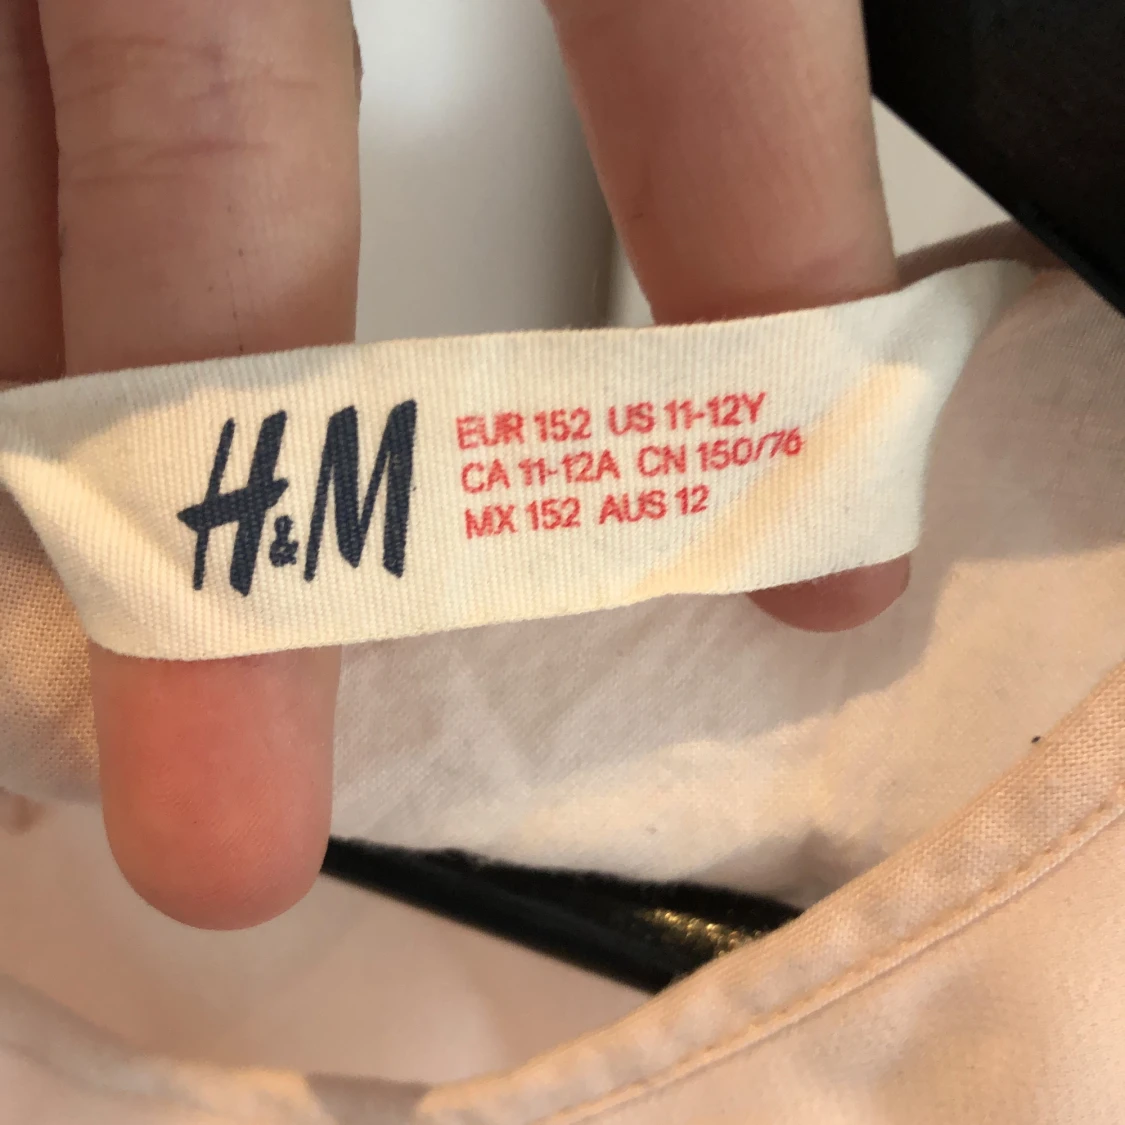 H&M
EUR 152 US 11-12Y
CA 11-12A CN 150/76
MX 152 AUS 12